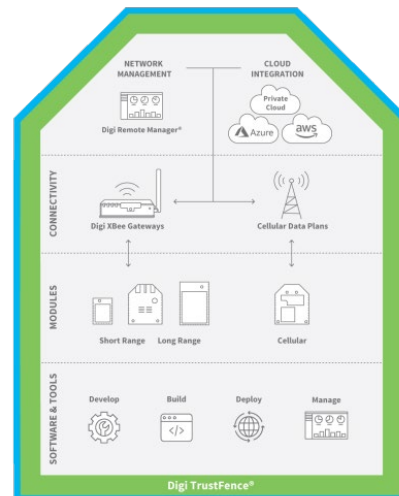 NETWORK
MANAGEMENT
CLOUD
INTEGRATION
Digi Remote Manager®
Private
Cloud
Azure
aws
CONNECTIVITY
Digi XBee Gateways
Cellular Data Plans
MODULES
Short Range
Long Range
Cellular
SOFTWARE & TOOLS
Develop
Build
Deploy
Manage
</>
Digi TrustFence®